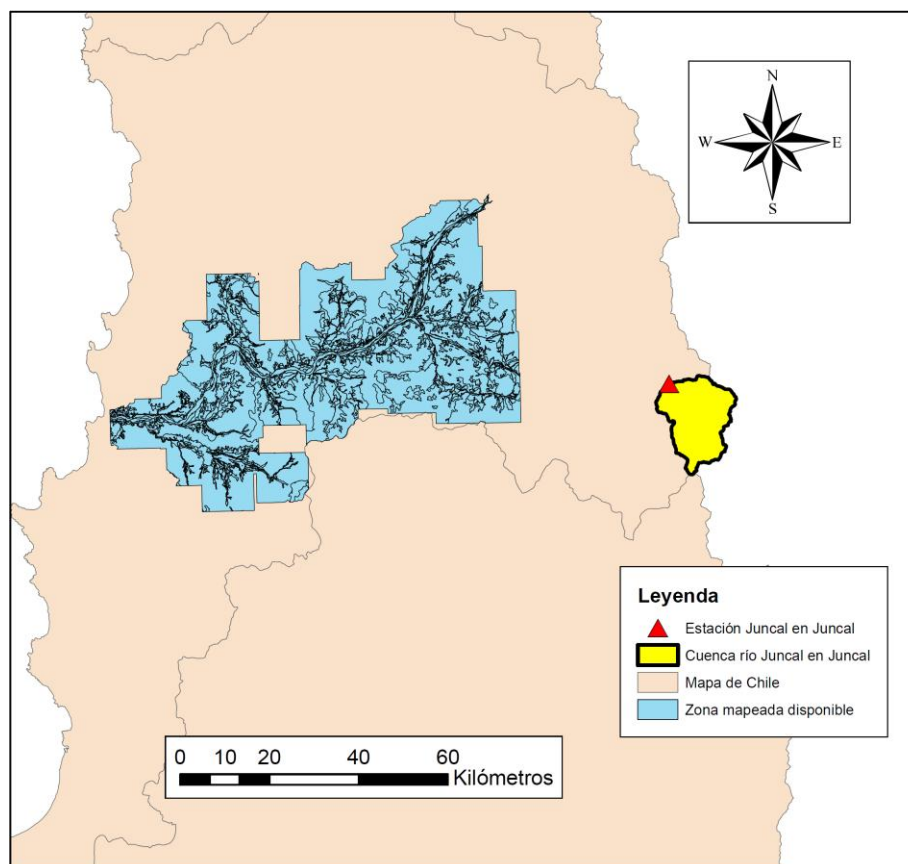 N
W E
S
Leyenda
Estación Juncal en Juncal
Cuenca río Juncal en Juncal
Mapa de Chile
Zona mapeada disponible
0 10 20 40 60
Kilómetros